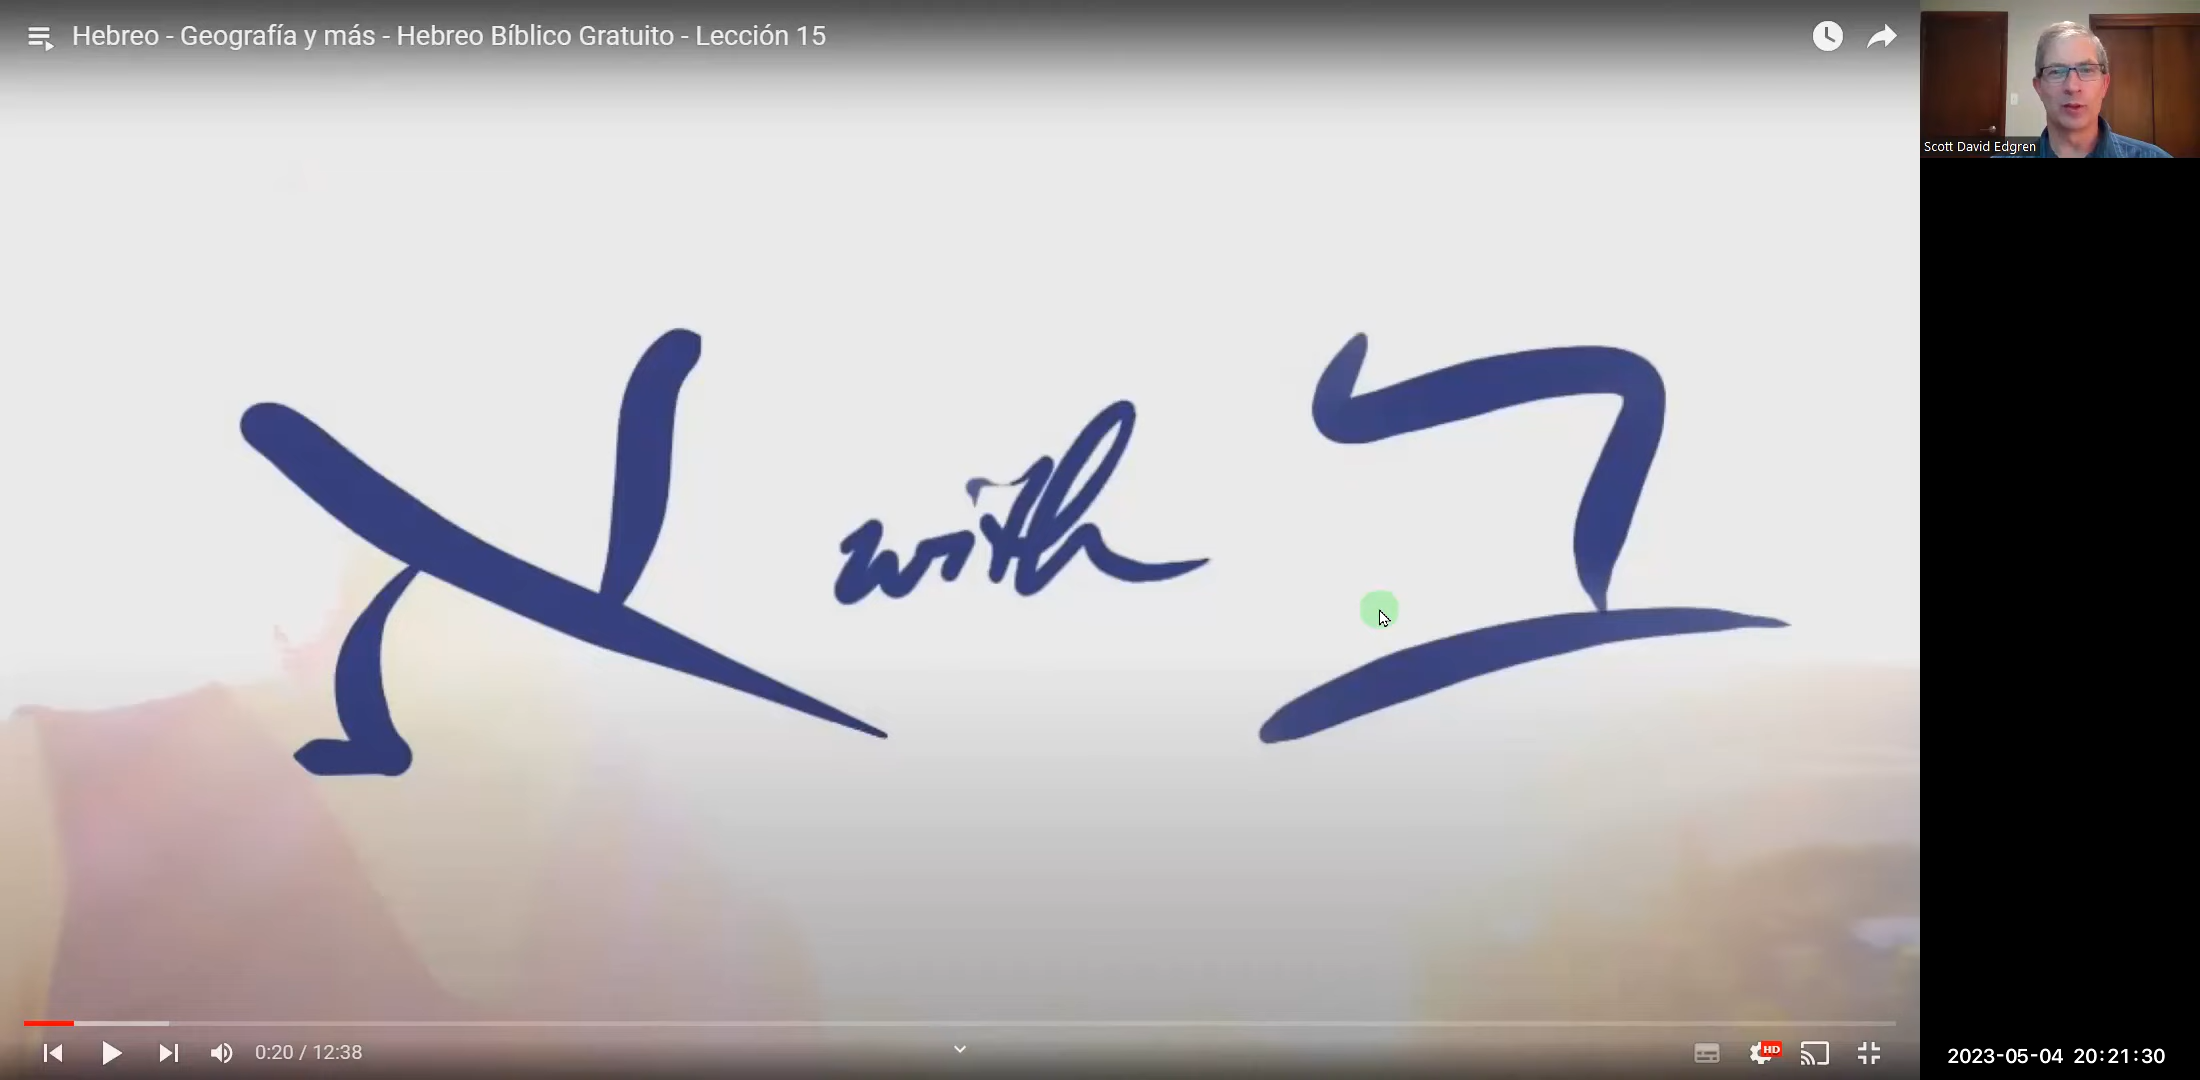 Hebreo - Geografía y más - Hebreo Bíblico Gratuito - Lección 15
Scott David Edgren
א with ב
0:20 / 12:38
HD
2023-05-04 20:21:30